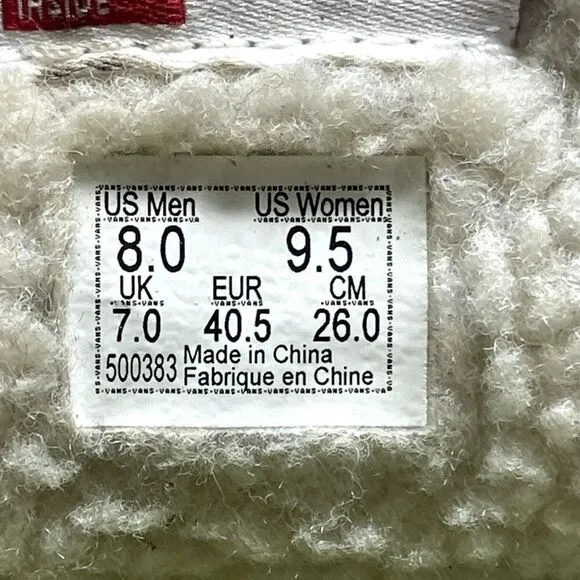 INSIDE
US Men US Women
8.0 9.5
UK EUR CM
7.0 40.5 26.0
500383 Made in China
Fabrique en Chine